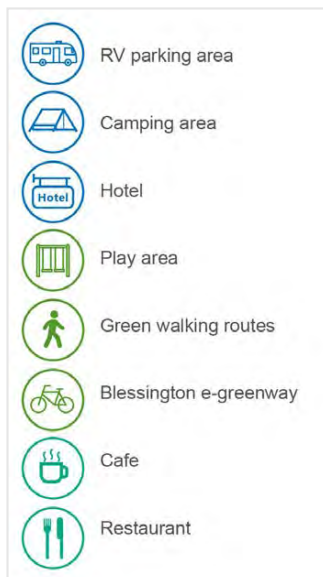 RV parking area
Camping area
Hotel
Hotel
Play area
Green walking routes
Blessington e-greenway
Cafe
Restaurant